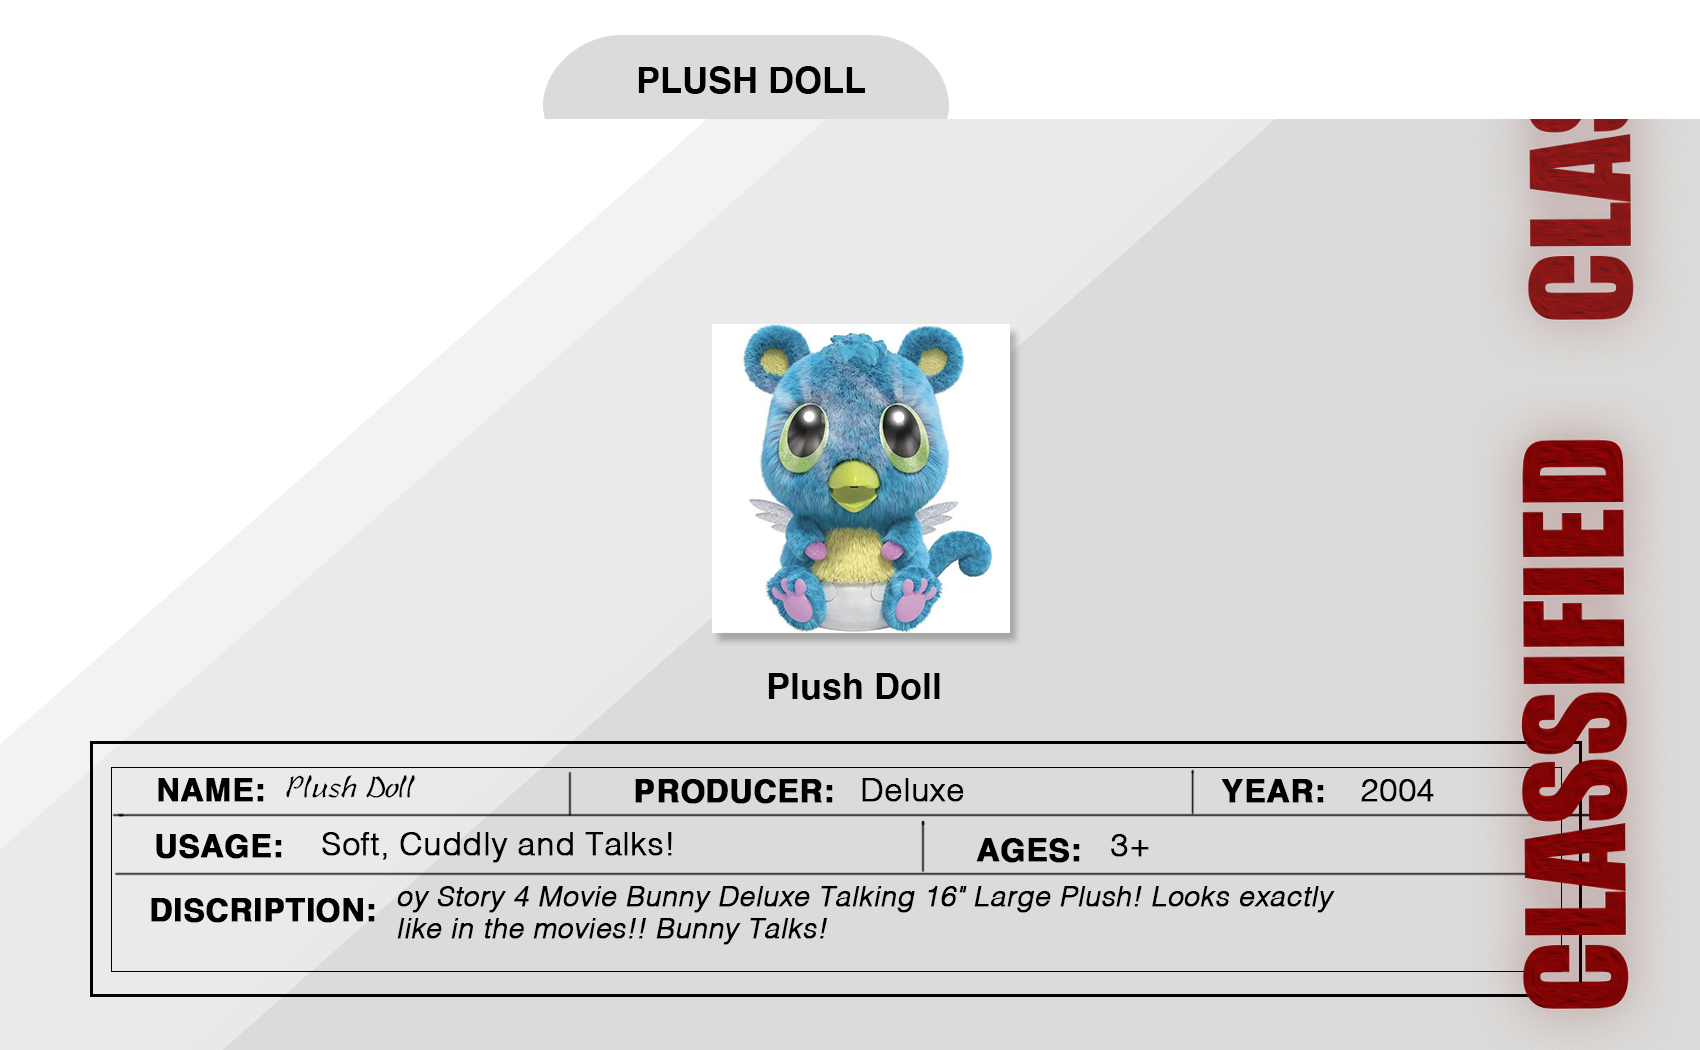 PLUSH DOLL
CLAS
Plush Doll
CLASSIFIED
NAME: Plush Doll PRODUCER: Deluxe YEAR: 2004
USAGE: Soft, Cuddly and Talks! AGES: 3+
DISCRIPTION: oy Story 4 Movie Bunny Deluxe Talking 16" Large Plush! Looks exactly
like in the movies!! Bunny Talks!